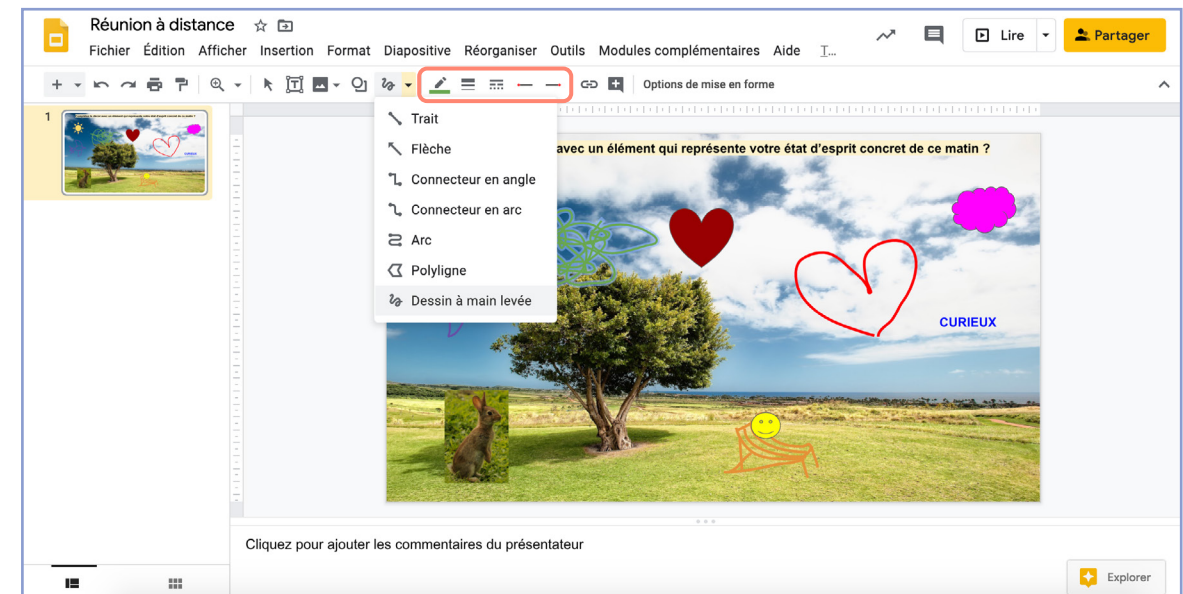 Réunion à distance
Fichier Édition Afficher Insertion Format Diapositive Réorganiser Outils Modules complémentaires Aide T...
Lire
Partager
Options de mise en forme
1
Trait
Flèche
Connecteur en angle
Connecteur en arc
Arc
Polyligne
Dessin à main levée
avec un élément qui représente votre état d'esprit concret de ce matin ?
CURIEUX
Cliquez pour ajouter les commentaires du présentateur
Explorer